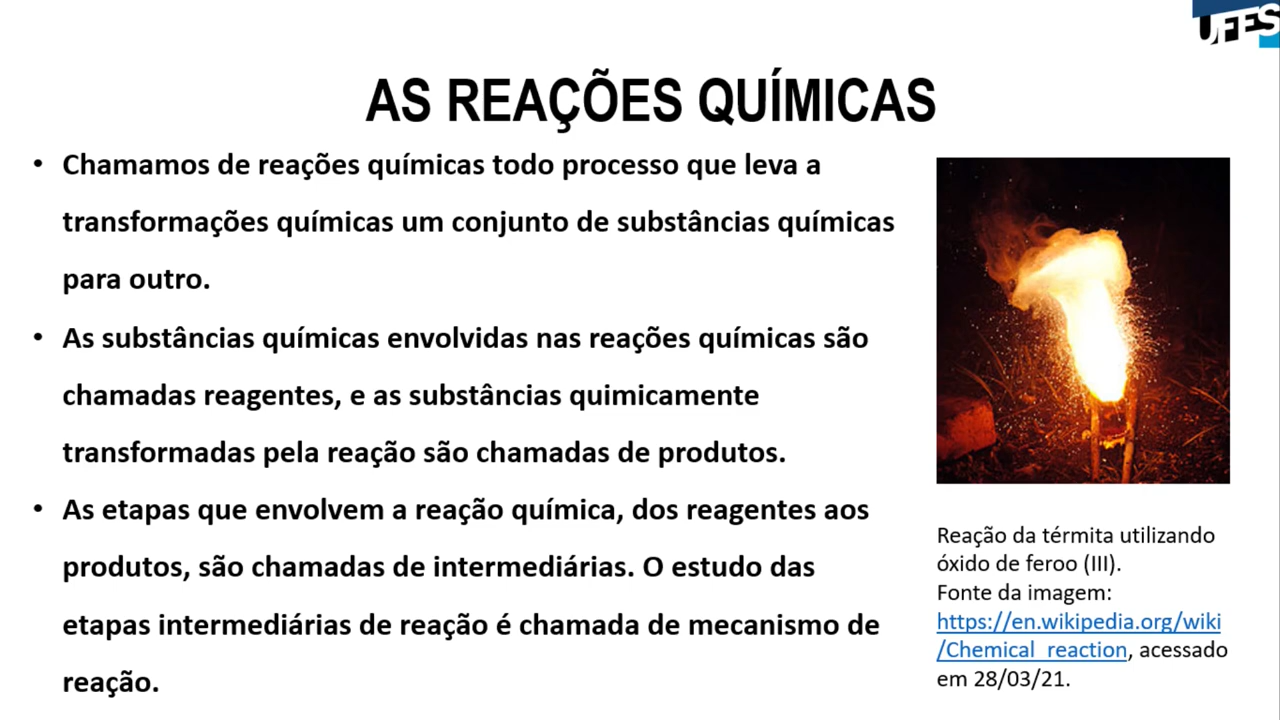 UFES
AS REAÇÕES QUÍMICAS
• Chamamos de reações químicas todo processo que leva a
transformações químicas um conjunto de substâncias químicas
para outro.
• As substâncias químicas envolvidas nas reações químicas são
chamadas reagentes, e as substâncias quimicamente
transformadas pela reação são chamadas de produtos.
• As etapas que envolvem a reação química, dos reagentes aos
produtos, são chamadas de intermediárias. O estudo das
etapas intermediárias de reação é chamada de mecanismo de
reação.
Reação da térmita utilizando
óxido de feroo (III).
Fonte da imagem:
https://en.wikipedia.org/wiki
/Chemical_reaction, acessado
em 28/03/21.